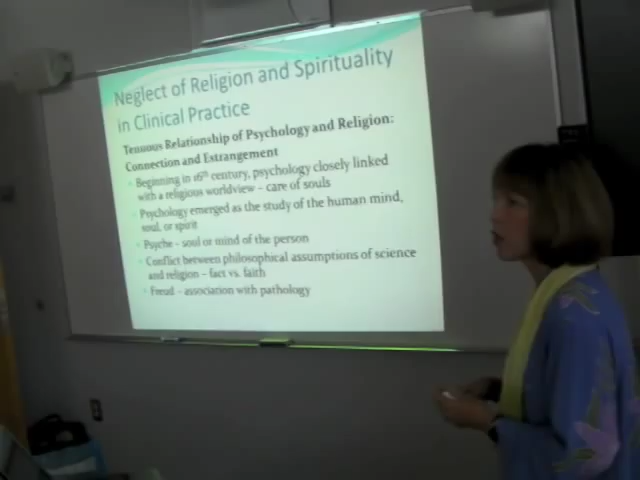 Neglect of Religion and Spirituality
in Clinical Practice
Tenuous Relationship of Psychology and Religion:
Connection and Estrangement
Beginning in 16th century, psychology closely linked
with a religious worldview – care of souls
Psychology emerged as the study of the human mind,
soul, or spirit
Psyche – soul or mind of the person
Conflict between philosophical assumptions of science
and religion – fact vs. faith
Freud – association with pathology